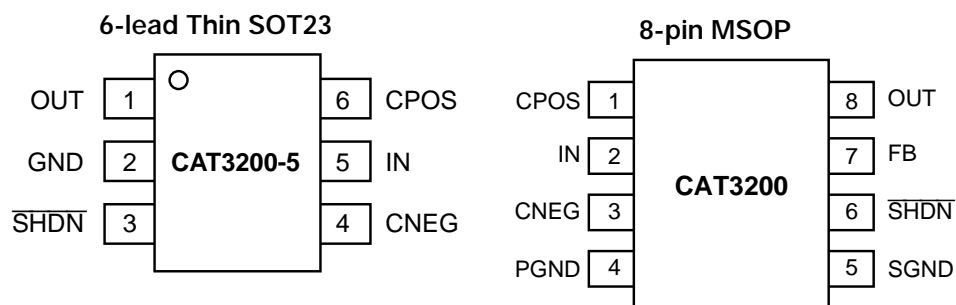 6-lead Thin SOT23
OUT 1 6 CPOS
GND 2 CAT3200-5 5 IN
SHDN 3 4 CNEG
8-pin MSOP
CPOS 1 8 OUT
IN 2 7 FB
CAT3200
CNEG 3 6 SHDN
PGND 4 5 SGND